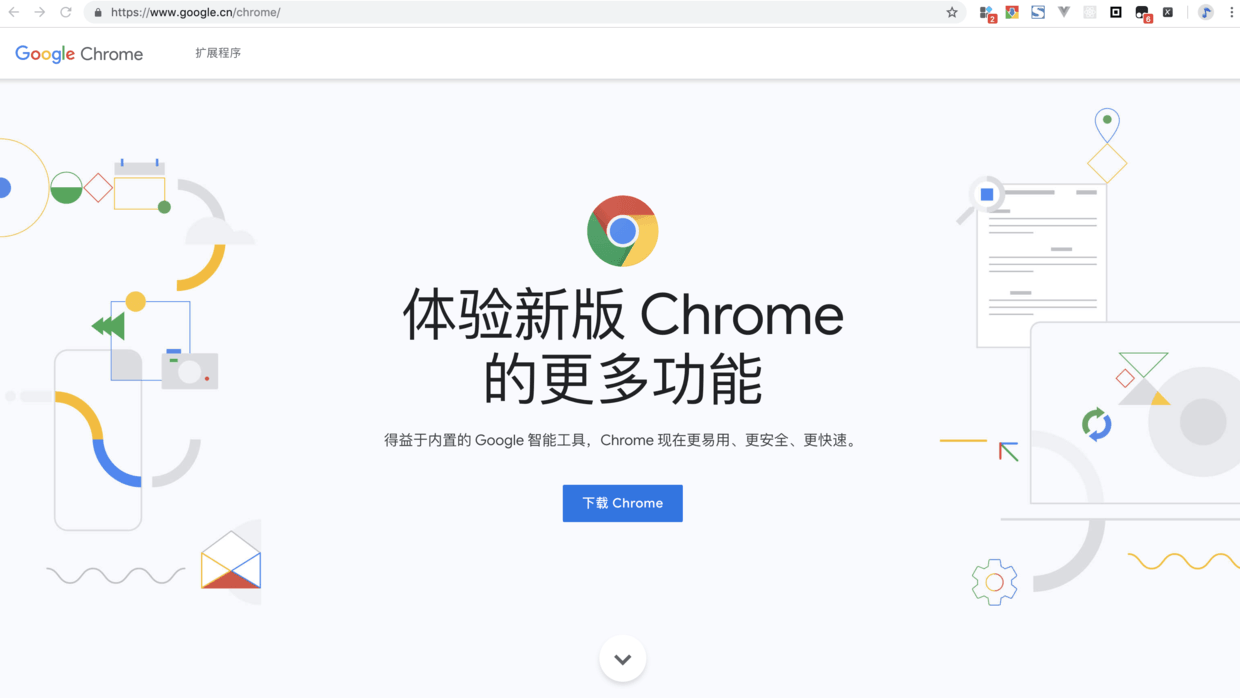 https://www.google.cn/chrome/
2
6
Google Chrome
扩展程序
体验新版 Chrome
的更多功能
得益于内置的 Google 智能工具，Chrome 现在更易用、更安全、更快速。
下载 Chrome